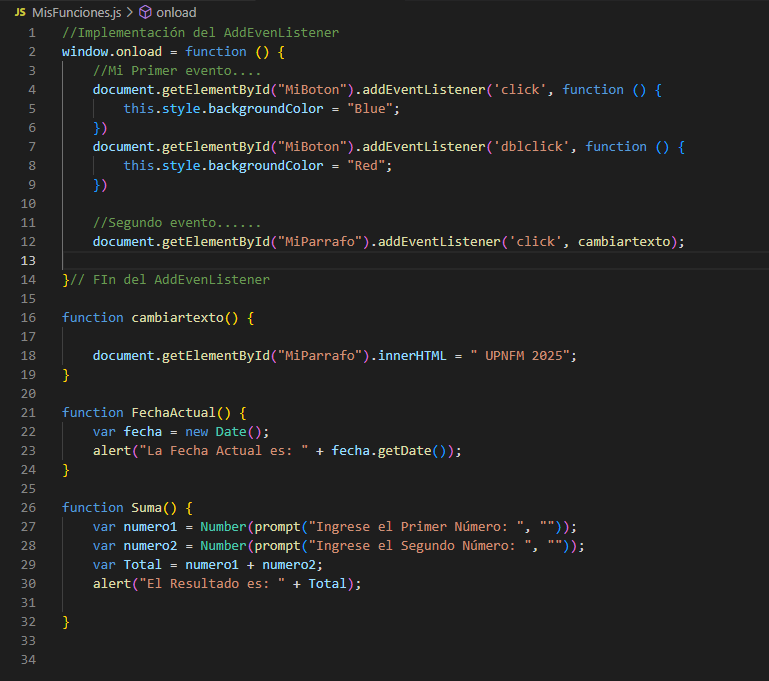 JS MisFunciones.js > onload
1 //Implementación del AddEvenListener
2 window.onload = function () {
3     //Mi Primer evento....
4     document.getElementById("MiBoton").addEventListener('click', function () {
5         this.style.backgroundColor = "Blue";
6     })
7     document.getElementById("MiBoton").addEventListener('dblclick', function () {
8         this.style.backgroundColor = "Red";
9     })
10
11     //Segundo evento......
12     document.getElementById("MiParrafo").addEventListener('click', cambiartexto);
13
14 }// FIn del AddEvenListener
15
16 function cambiartexto() {
17
18     document.getElementById("MiParrafo").innerHTML = " UPNFM 2025";
19 }
20
21 function FechaActual() {
22     var fecha = new Date();
23     alert("La Fecha Actual es: " + fecha.getDate());
24 }
25
26 function Suma() {
27     var numero1 = Number(prompt("Ingrese el Primer Número: ", ""));
28     var numero2 = Number(prompt("Ingrese el Segundo Número: ", ""));
29     var Total = numero1 + numero2;
30     alert("El Resultado es: " + Total);
31
32 }
33
34